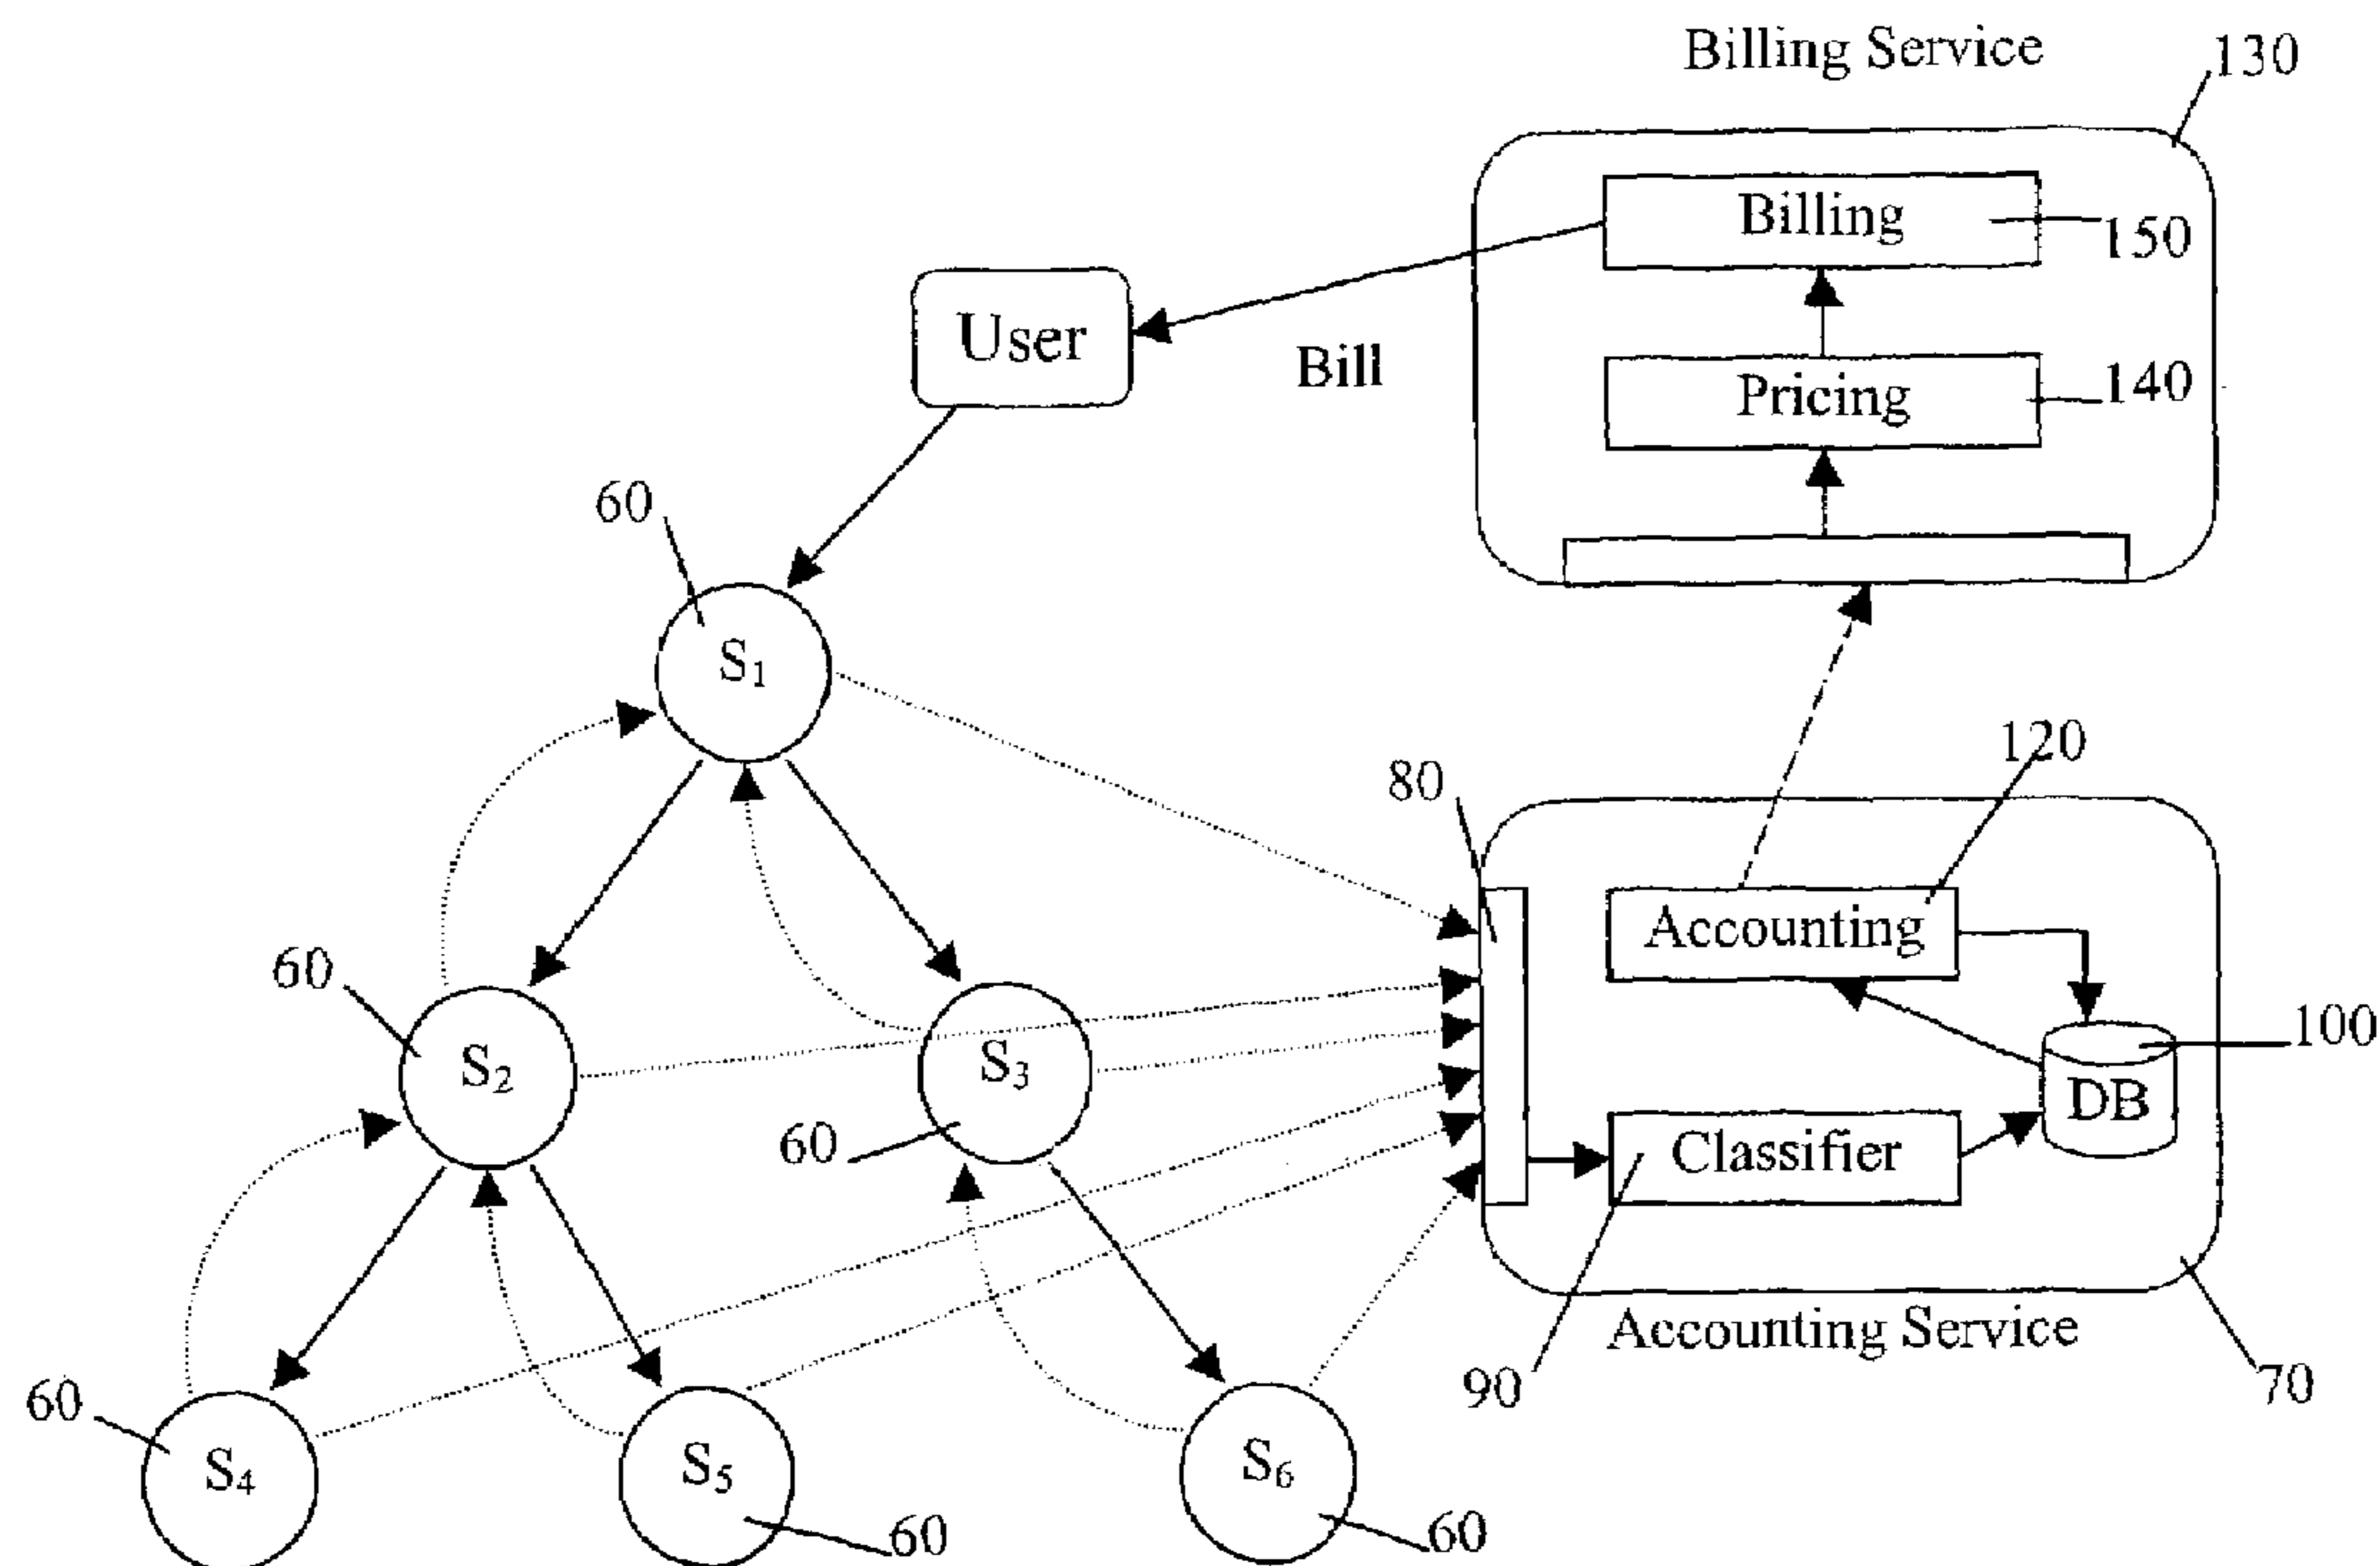 Billing Service
130
Billing
150
User
Bill
Pricing
140
60
S₁
120
80
Accounting
60
100
S₂
S₃
DB
60
Classifier
Accounting Service
90
70
60
S₄
S₅
S₆
60
60